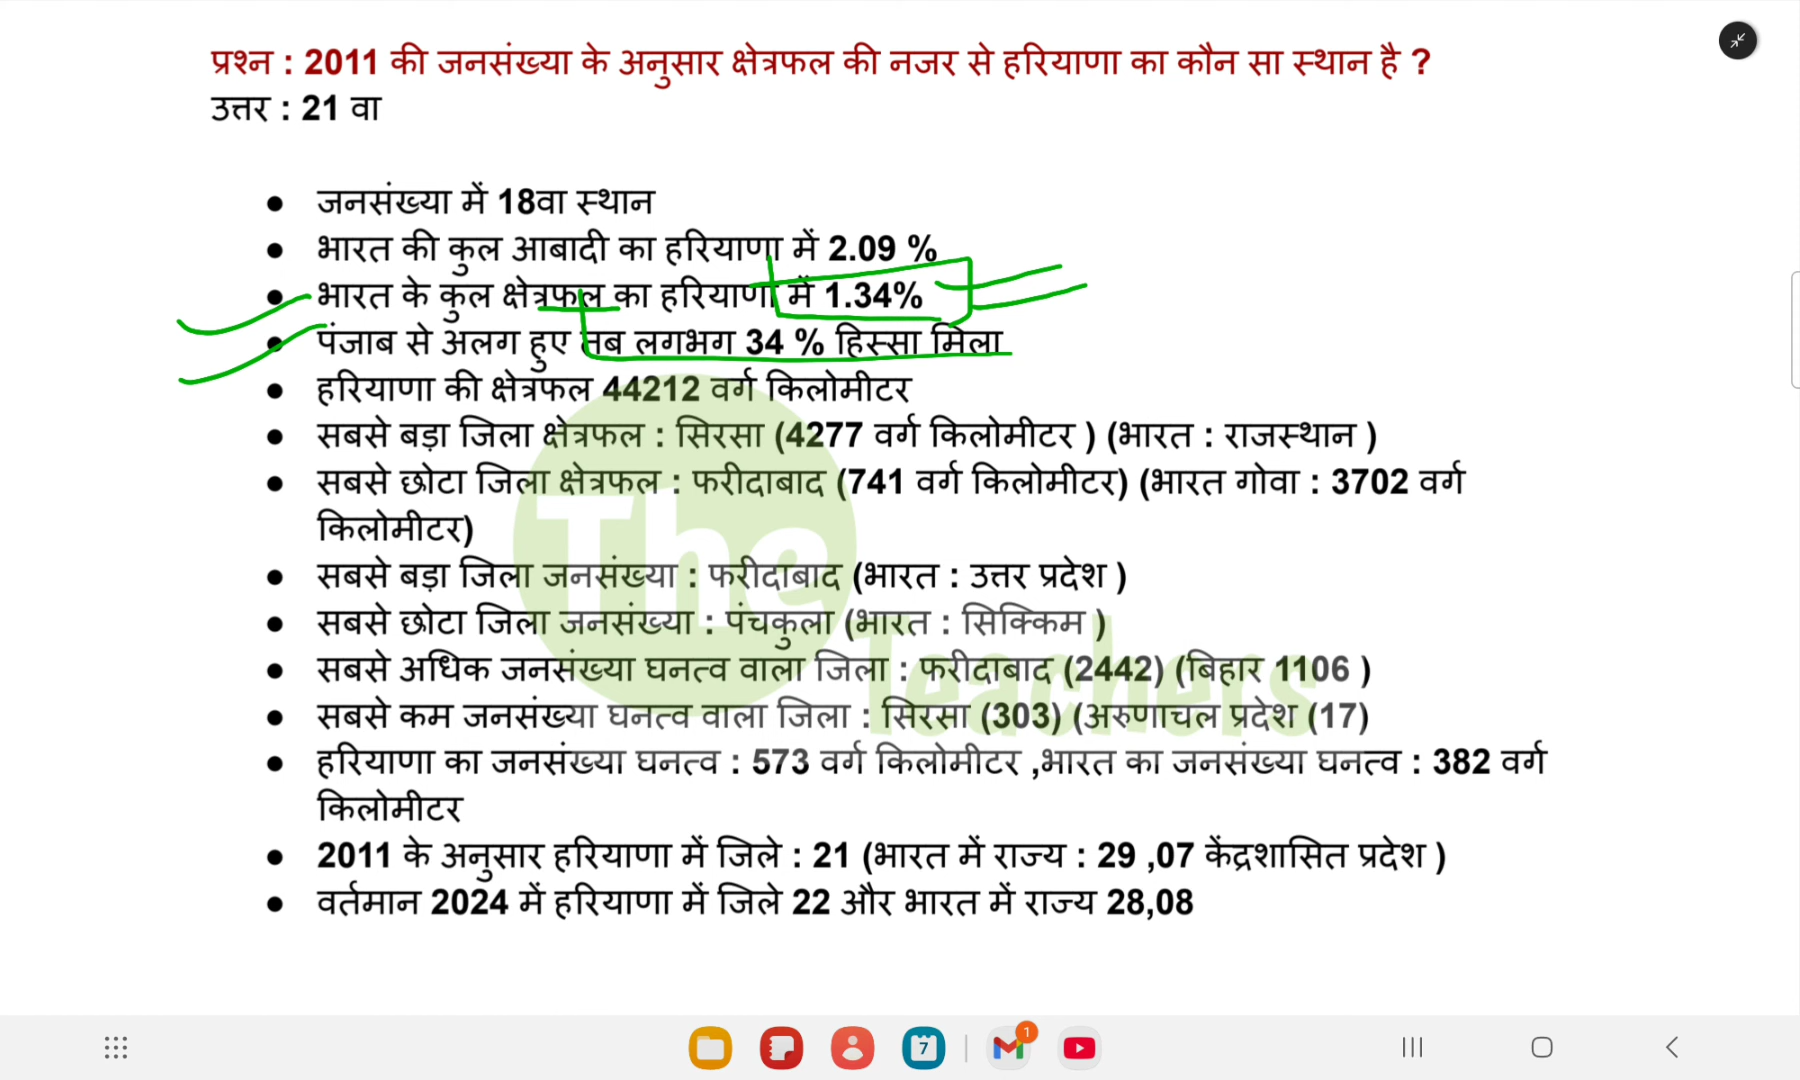 प्रश्न : 2011 की जनसंख्या के अनुसार क्षेत्रफल की नजर से हरियाणा का कौन सा स्थान है ?
उत्तर : 21 वा
● जनसंख्या में 18वा स्थान
● भारत की कुल आबादी का हरियाणा में 2.09 %
● भारत के कुल क्षेत्रफल का हरियाणा में 1.34%
● पंजाब से अलग हुए तब लगभग 34 % हिस्सा मिला
● हरियाणा की क्षेत्रफल 44212 वर्ग किलोमीटर
● सबसे बड़ा जिला क्षेत्रफल : सिरसा (4277 वर्ग किलोमीटर ) (भारत : राजस्थान )
● सबसे छोटा जिला क्षेत्रफल : फरीदाबाद (741 वर्ग किलोमीटर) (भारत गोवा : 3702 वर्ग
किलोमीटर)
● सबसे बड़ा जिला जनसंख्या : फरीदाबाद (भारत : उत्तर प्रदेश )
● सबसे छोटा जिला जनसंख्या : पंचकुला (भारत : सिक्किम )
● सबसे अधिक जनसंख्या घनत्व वाला जिला : फरीदाबाद (2442) (बिहार 1106 )
● सबसे कम जनसंख्या घनत्व वाला जिला : सिरसा (303) (अरुणाचल प्रदेश (17)
● हरियाणा का जनसंख्या घनत्व : 573 वर्ग किलोमीटर ,भारत का जनसंख्या घनत्व : 382 वर्ग
किलोमीटर
● 2011 के अनुसार हरियाणा में जिले : 21 (भारत में राज्य : 29 ,07 केंद्रशासित प्रदेश )
● वर्तमान 2024 में हरियाणा में जिले 22 और भारत में राज्य 28,08
The
Teachers
7
1